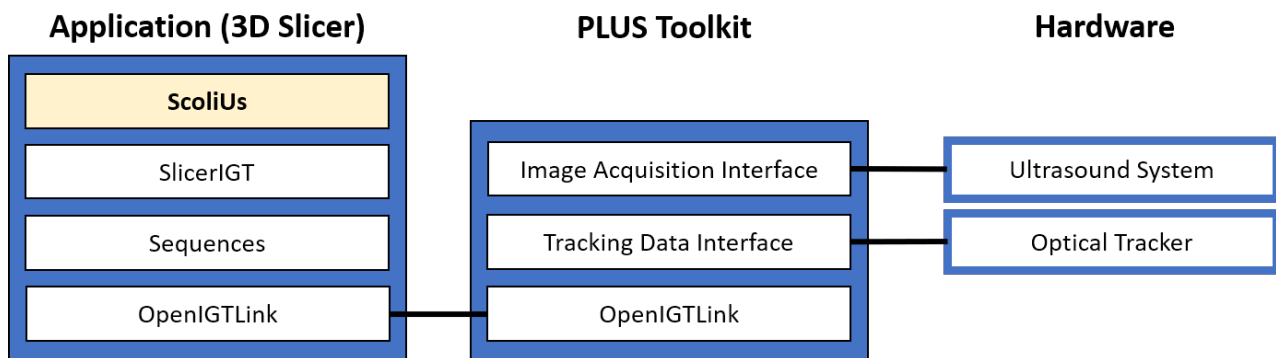 Application (3D Slicer)
PLUS Toolkit
Hardware
ScoliUs
SlicerIGT
Sequences
OpenIGTLink
Image Acquisition Interface
Tracking Data Interface
OpenIGTLink
Ultrasound System
Optical Tracker